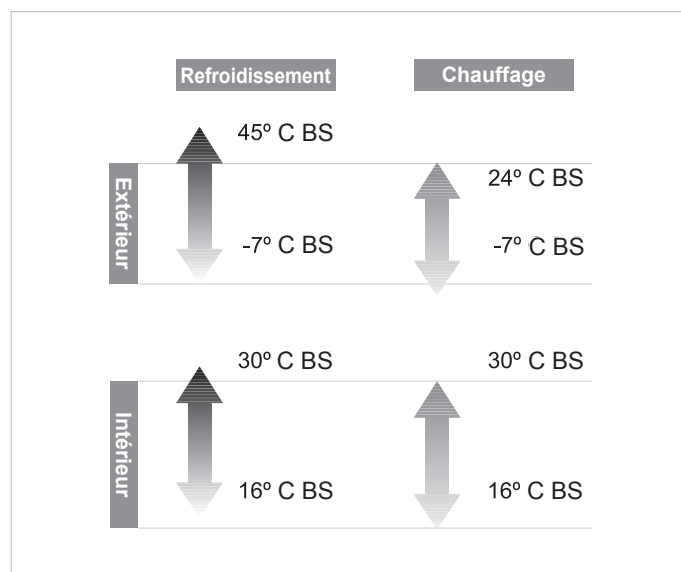 Refroidissement
Chauffage
45º C BS
24º C BS
Extérieur
-7º C BS
-7º C BS
30º C BS
30º C BS
Intérieur
16º C BS
16º C BS